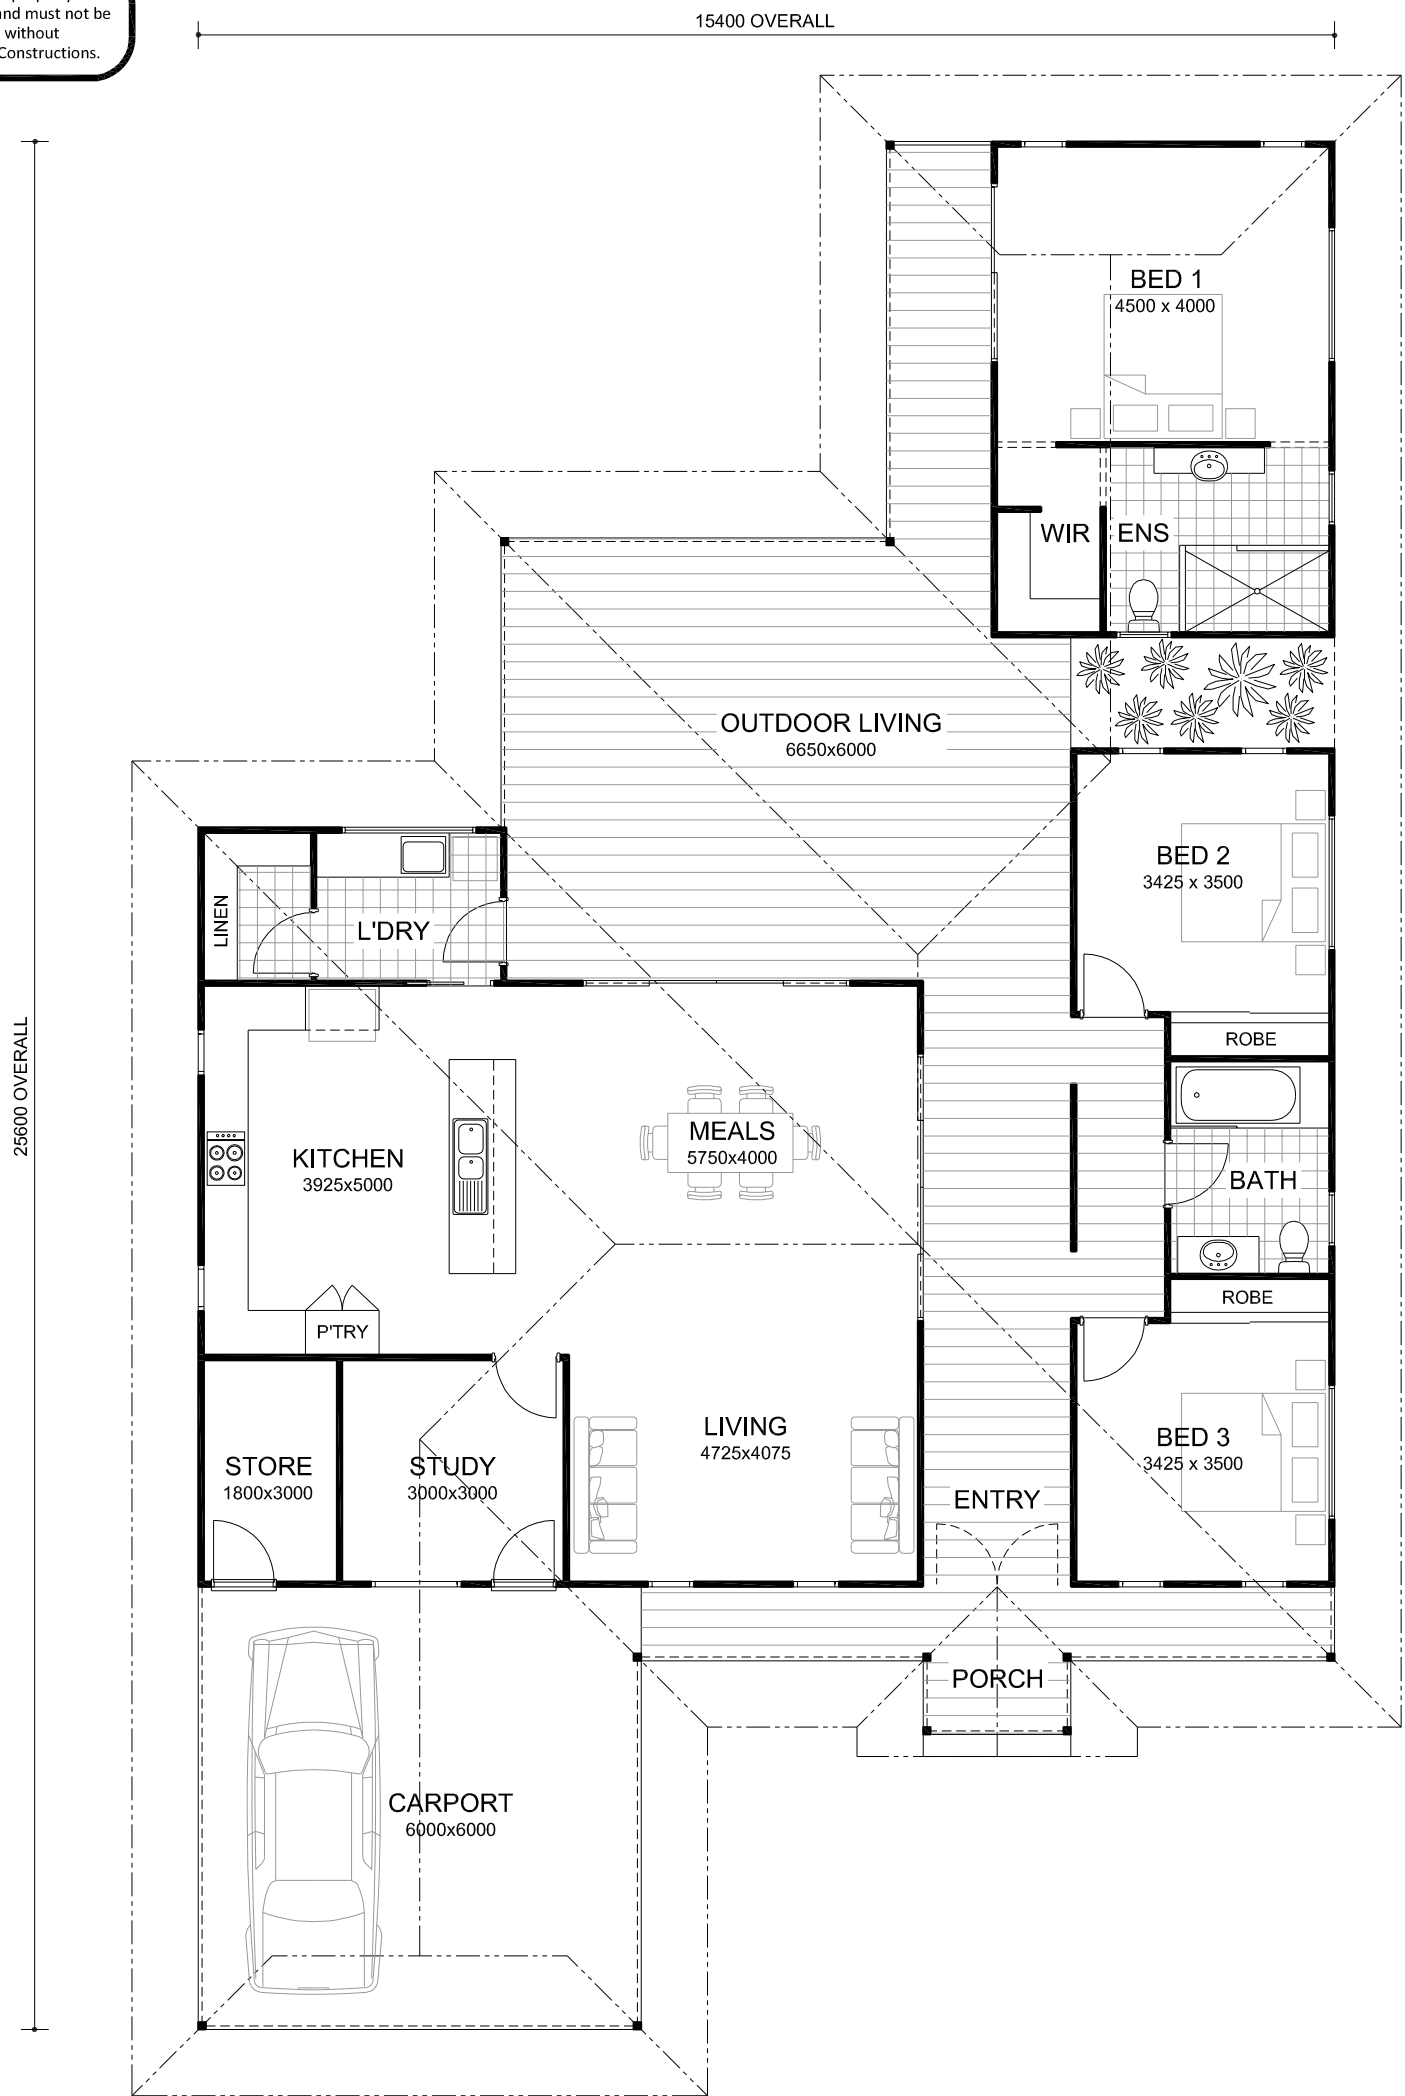 and must not be
without
Constructions.
15400 OVERALL
25600 OVERALL
BED 1
4500 x 4000
WIR
ENS
OUTDOOR LIVING
6650x6000
BED 2
3425 x 3500
LINEN
L'DRY
ROBE
KITCHEN
3925x5000
MEALS
5750x4000
BATH
ROBE
P'TRY
STORE
1800x3000
STUDY
3000x3000
LIVING
4725x4075
BED 3
3425 x 3500
ENTRY
PORCH
CARPORT
6000x6000